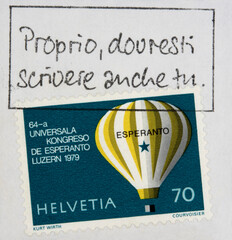 Proprio, dovresti
scrivere anche tu.
64-a
UNIVERSALA
KONGRESO
DE ESPERANTO
LUZERN 1979
ESPERANTO
HELVETIA 70
KURT WIRTH
COURVOISIER